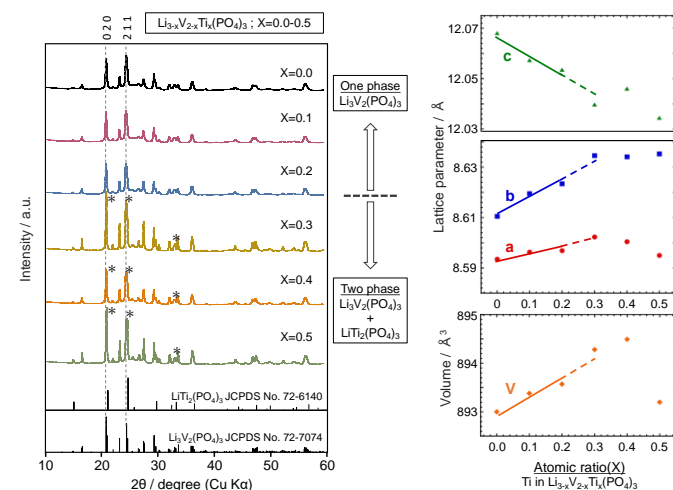 0 2 0
2 1 1
Li3-xV2-xTix(PO4)3 ; X=0.0-0.5
X=0.0
X=0.1
X=0.2
* *
X=0.3
*
* *
X=0.4
*
* *
X=0.5
*
LiTi2(PO4)3 JCPDS No. 72-6140
Li3V2(PO4)3 JCPDS No. 72-7074
10 20 30 40 50 60
2θ / degree (Cu Kα)
Intensity / a.u.
One phase
Li3V2(PO4)3
Two phase
Li3V2(PO4)3
+
LiTi2(PO4)3
12.07
12.05
12.03
c
8.63
8.61
8.59
b
a
Lattice parameter / Å
895
894
893
V
Volume / Å3
0.0 0.1 0.2 0.3 0.4 0.5
Atomic ratio(X)
Ti in Li3-xV2-xTix(PO4)3